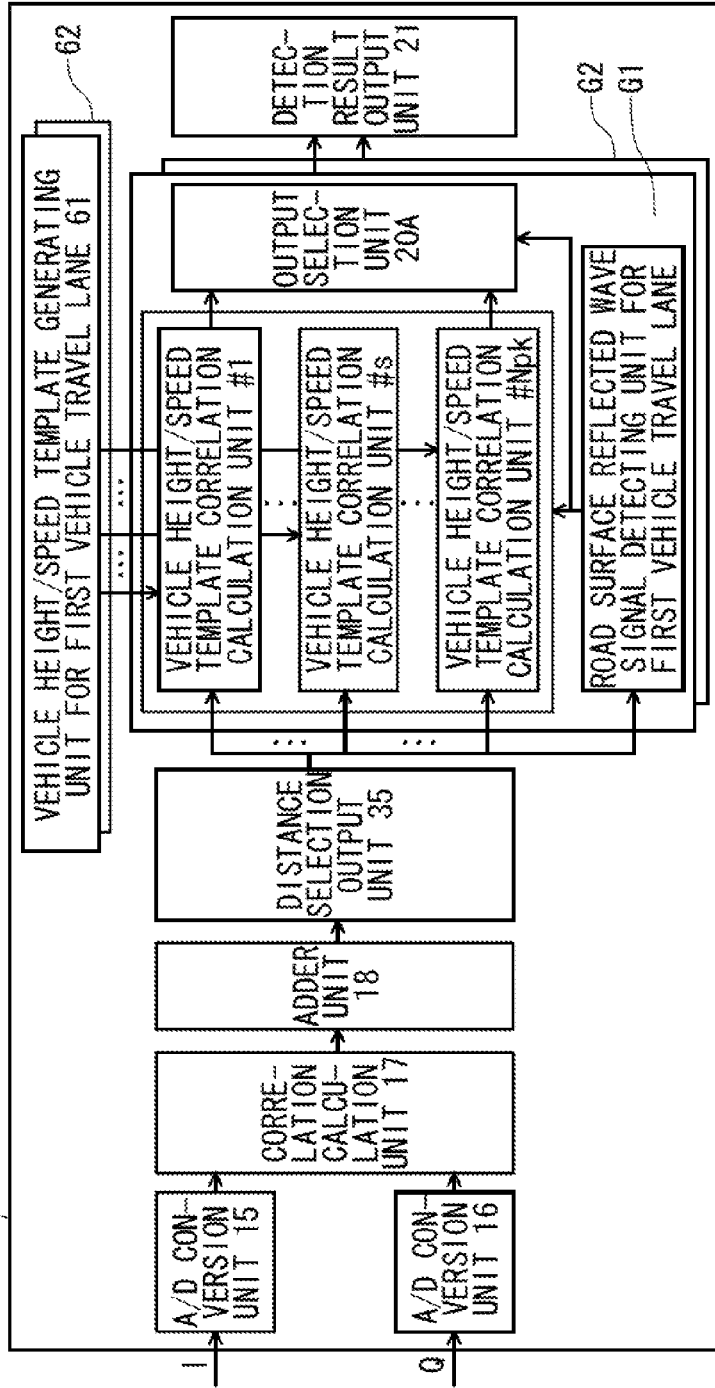 I
Q
A/D CON-
VERSION
UNIT 15
A/D CON-
VERSION
UNIT 16
CORRE-
LATION
CALCU-
LATION
UNIT 17
ADDER
UNIT
18
DISTANCE
SELECTION
OUTPUT
UNIT 35
VEHICLE HEIGHT/SPEED TEMPLATE GENERATING
UNIT FOR FIRST VEHICLE TRAVEL LANE 61
62
...
...
...
...
VEHICLE HEIGHT/SPEED
TEMPLATE CORRELATION
CALCULATION UNIT #1
...
VEHICLE HEIGHT/SPEED
TEMPLATE CORRELATION
CALCULATION UNIT #s
...
VEHICLE HEIGHT/SPEED
TEMPLATE CORRELATION
CALCULATION UNIT #Npk
ROAD SURFACE REFLECTED WAVE
SIGNAL DETECTING UNIT FOR
FIRST VEHICLE TRAVEL LANE
OUTPUT
SELEC-
TION
UNIT
20A
DETEC-
TION
RESULT
OUTPUT
UNIT 21
G2
G1